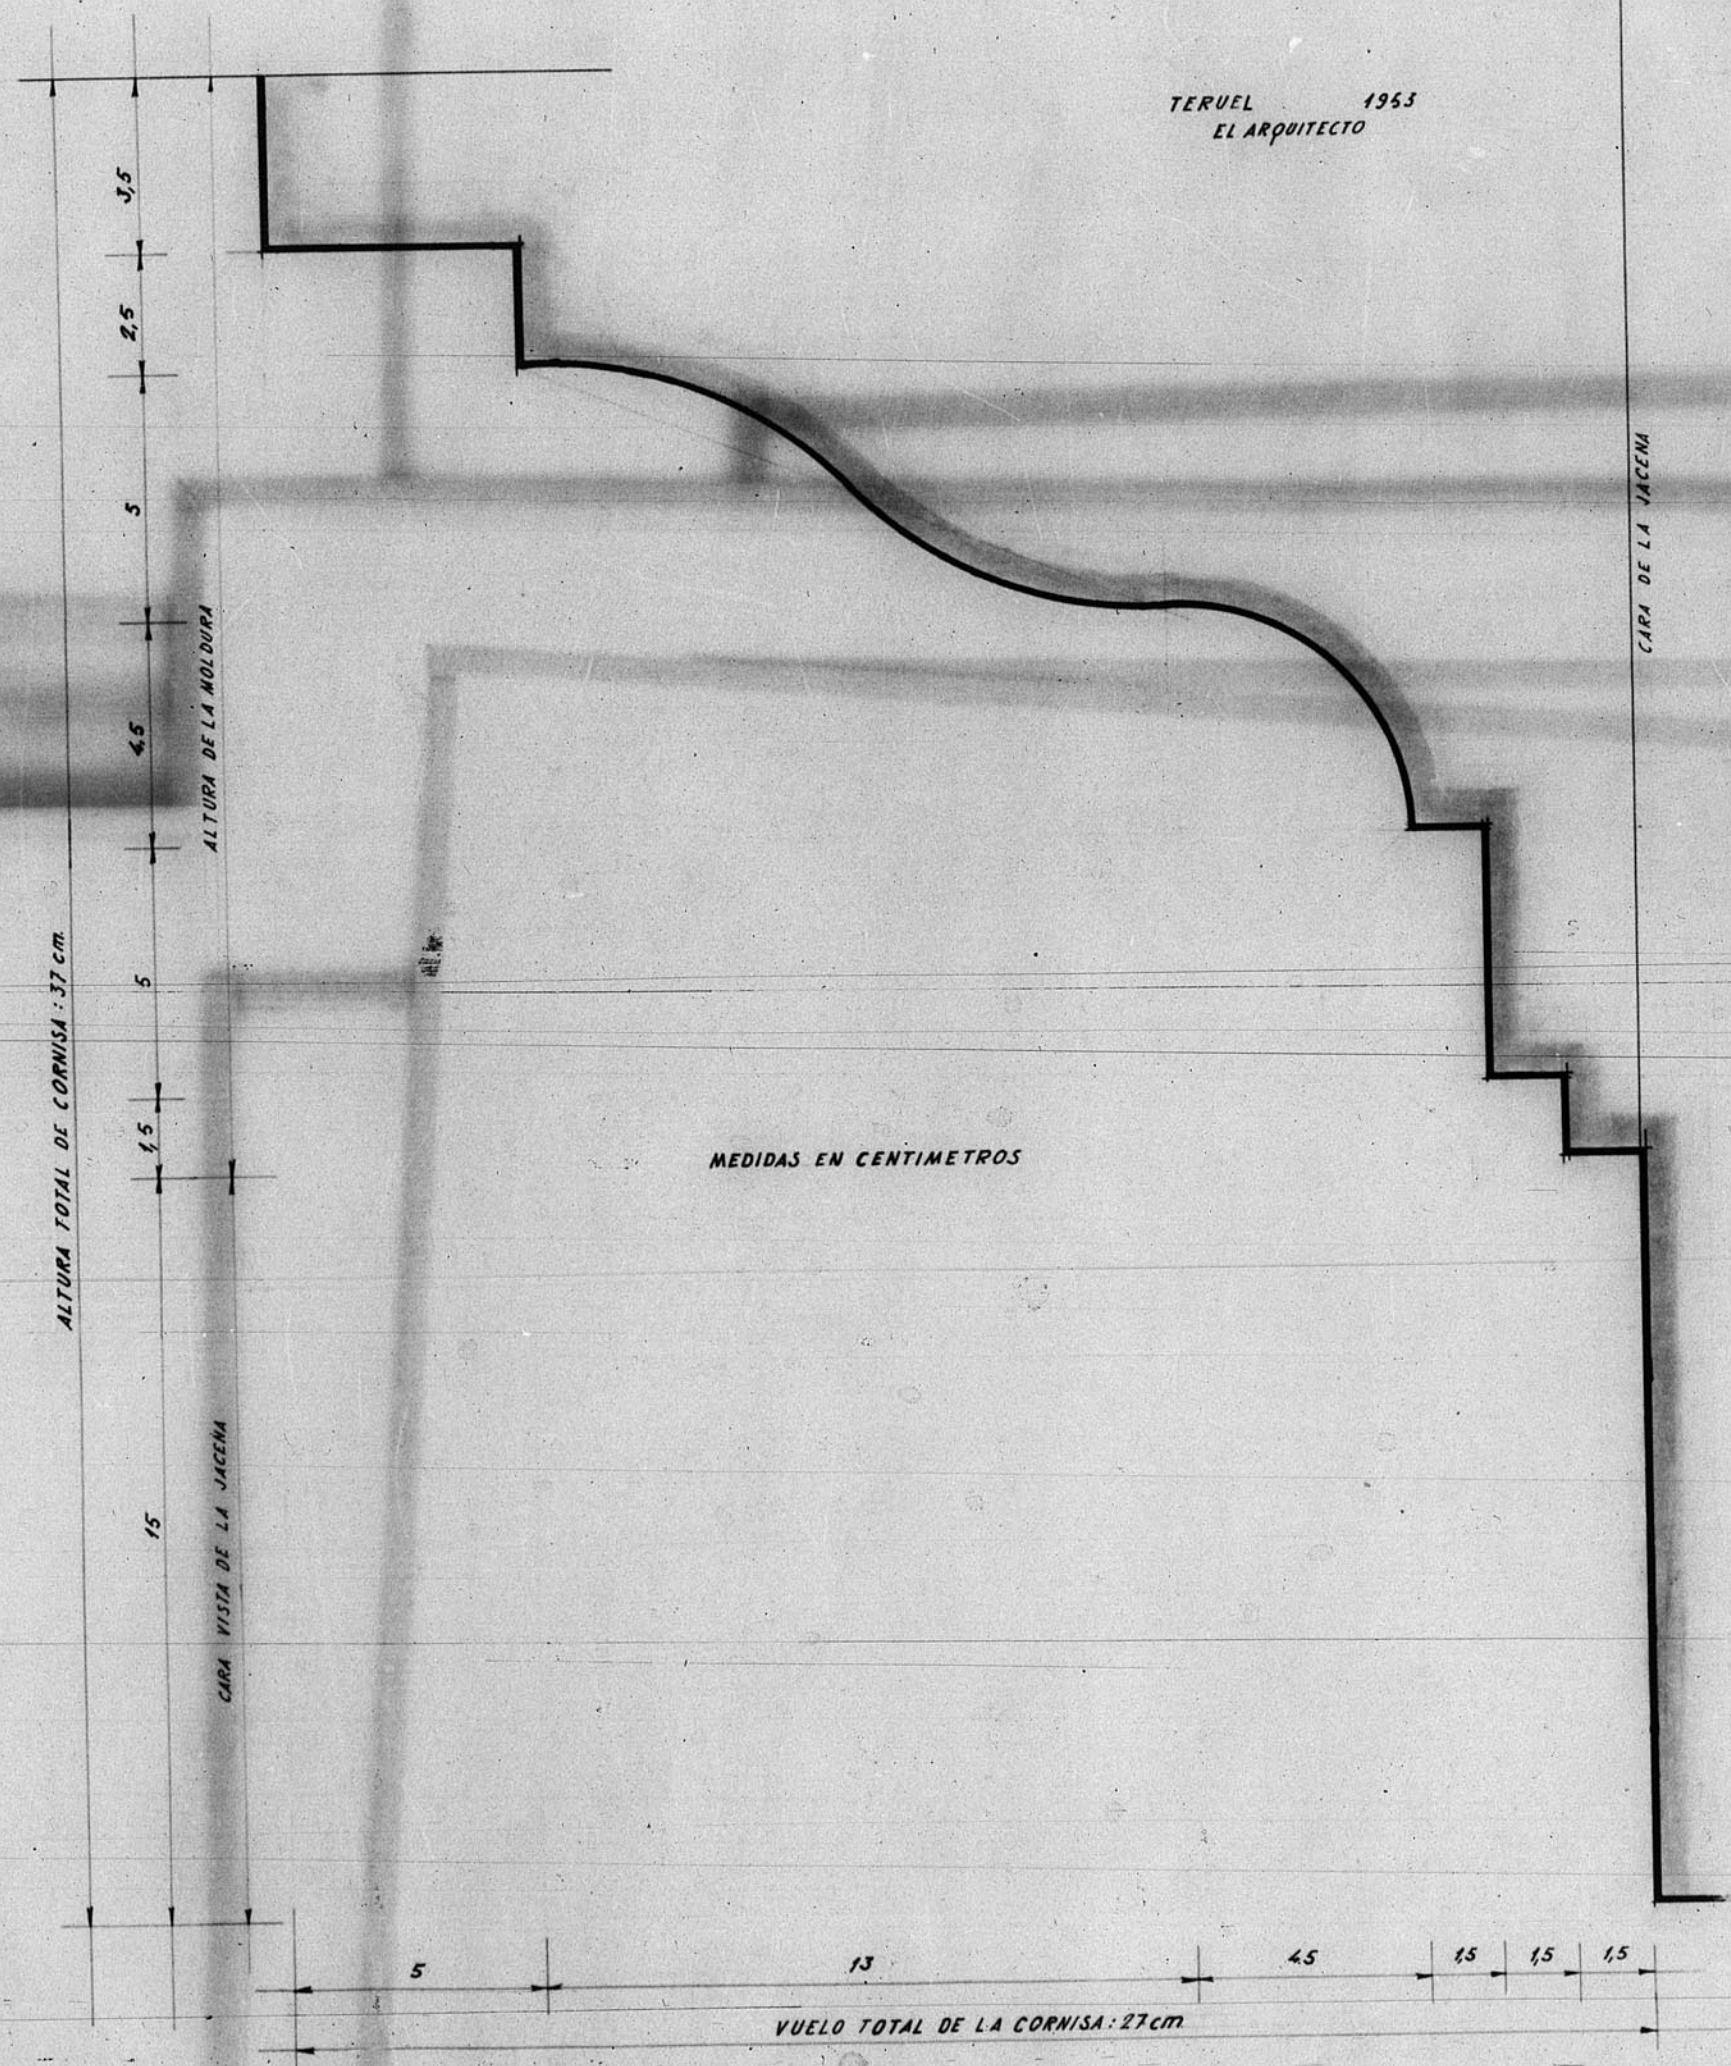 TERUEL 1953
EL ARQUITECTO
3,5
2,5
5
4,5
5
1,5
15
ALTURA DE LA MOLDURA
CARA DE LA JACENA
ALTURA TOTAL DE CORNISA: 37 cm.
MEDIDAS EN CENTIMETROS
CARA VISTA DE LA JACENA
5 13 4.5 1,5 1,5 1,5
VUELO TOTAL DE LA CORNISA: 27 cm